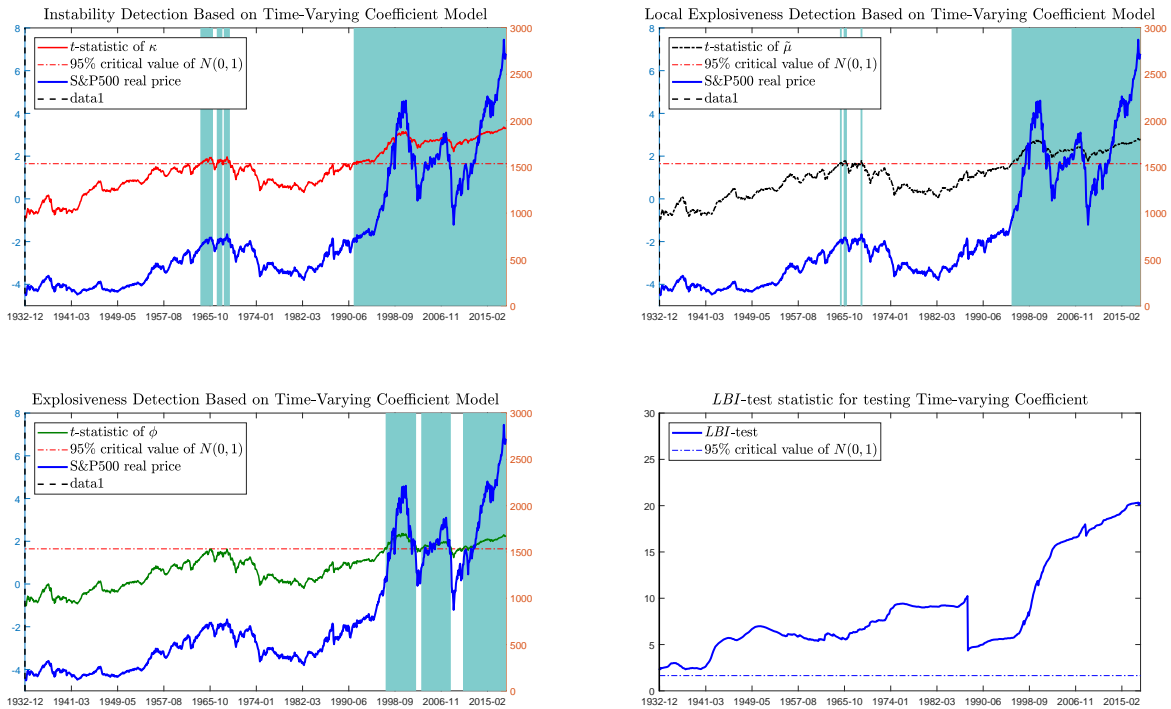 Instability Detection Based on Time-Varying Coefficient Model
8
6
4
2
0
-2
-4
3000
2500
2000
1500
1000
500
0
t-statistic of κ
95% critical value of N(0, 1)
S&P500 real price
data1
1932-12 1941-03 1949-05 1957-08 1965-10 1974-01 1982-03 1990-06 1998-09 2006-11 2015-02
Local Explosiveness Detection Based on Time-Varying Coefficient Model
8
6
4
2
0
-2
-4
3000
2500
2000
1500
1000
500
0
t-statistic of μ̃
95% critical value of N(0, 1)
S&P500 real price
data1
1932-12 1941-03 1949-05 1957-08 1965-10 1974-01 1982-03 1990-06 1998-09 2006-11 2015-02
Explosiveness Detection Based on Time-Varying Coefficient Model
8
6
4
2
0
-2
-4
3000
2500
2000
1500
1000
500
0
t-statistic of ϕ
95% critical value of N(0, 1)
S&P500 real price
data1
1932-12 1941-03 1949-05 1957-08 1965-10 1974-01 1982-03 1990-06 1998-09 2006-11 2015-02
LBI-test statistic for testing Time-varying Coefficient
30
25
20
15
10
5
0
LBI-test
95% critical value of N(0, 1)
1932-12 1941-03 1949-05 1957-08 1965-10 1974-01 1982-03 1990-06 1998-09 2006-11 2015-02